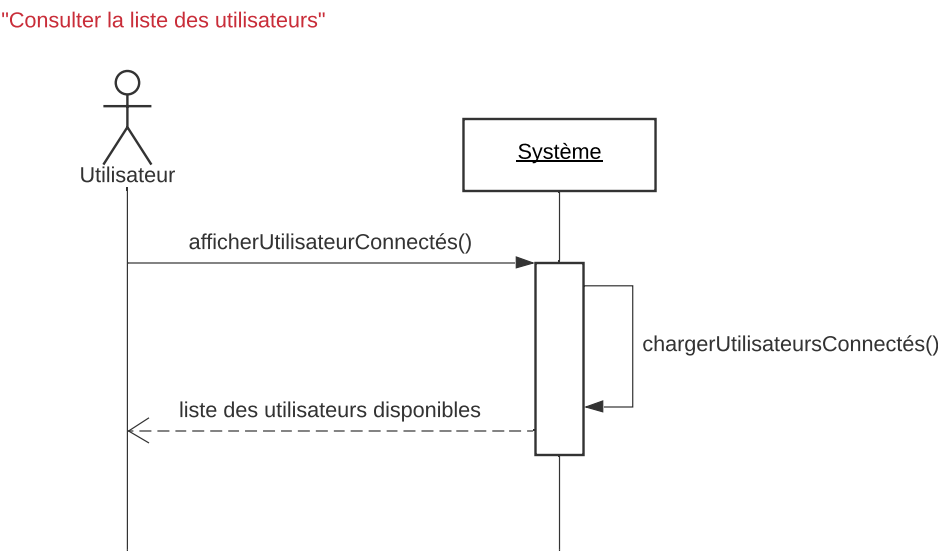 "Consulter la liste des utilisateurs"
Utilisateur
Système
afficherUtilisateurConnectés()
chargerUtilisateursConnectés()
liste des utilisateurs disponibles